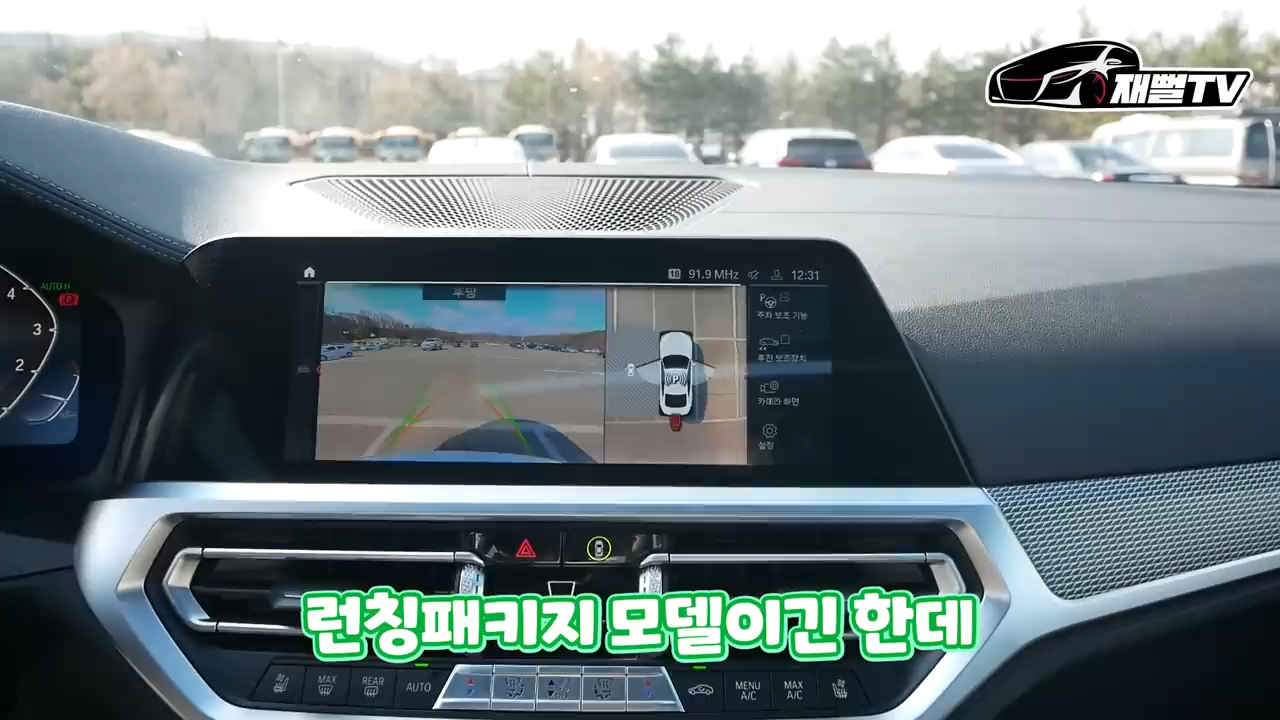 재뻘TV
18 91.9 MHz 12:31
후방
P
주차 보조 기능
후진 보조장치
카메라 화면
설정
(P)
AUTO H
(P)
4
3
2
런칭패키지 모델이긴 한데
MAX
REAR
AUTO
MENU A/C
MAX A/C